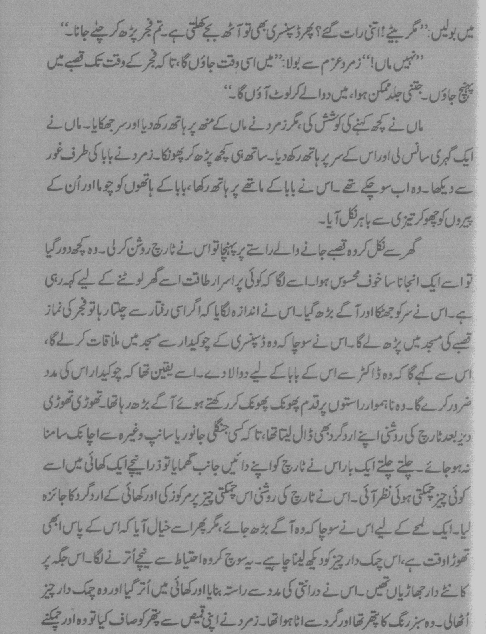 میں بولیں: ’’مگر بیٹے! اتنی رات گئے؟ پھر ڈسپنسری بھی تو آٹھ بجے کھلتی ہے۔ تم فجر پڑھ کر چلے جانا۔‘‘
’’نہیں ماں!‘‘ زمرد عزم سے بولا: ’’میں اسی وقت جاؤں گا، تاکہ فجر کے وقت تک قصبے میں
پہنچ جاؤں۔ جتنی جلد ممکن ہوا، میں دوا لے کر لوٹ آؤں گا۔‘‘
ماں نے کچھ کہنے کی کوشش کی، مگر زمرد نے ماں کے منھ پر ہاتھ رکھ دیا اور سر جھکایا۔ ماں نے
ایک گہری سانس لی اور اس کے سر پر ہاتھ رکھ دیا۔ ساتھ ہی کچھ پڑھ کر پھونکا۔ زمرد نے بابا کی طرف غور
سے دیکھا۔ وہ اب سو چکے تھے۔ اس نے بابا کے ماتھے پر ہاتھ رکھا، بابا کے ہاتھوں کو چوما اور اُن کے
پیروں کو چھو کر تیزی سے باہر نکل آیا۔
گھر سے نکل کر وہ قصبے جانے والے راستے پر پہنچا تو اس نے ٹارچ روشن کر لی۔ وہ کچھ دور گیا
تو اسے ایک انجانا سا خوف محسوس ہوا۔ اسے لگا کہ کوئی پراسرار طاقت اسے گھر لوٹنے کے لیے کہہ رہی
ہے۔ اس نے سر کو جھٹکا اور آگے بڑھ گیا۔ اس نے اندازہ لگایا کہ اگر اسی رفتار سے چلتا رہا تو فجر کی نماز
قصبے کی مسجد میں پڑھ لے گا۔ اس نے سوچا کہ وہ ڈسپنسری کے چوکیدار سے مسجد میں ملاقات کر لے گا،
اس سے کہے گا کہ وہ ڈاکٹر سے اس کے بابا کے لیے دوا لا دے۔ اسے یقین تھا کہ چوکیدار اس کی مدد
ضرور کرے گا۔ وہ ناہموار راستوں پر قدم پھونک پھونک کر رکھتے ہوئے آگے بڑھ رہا تھا۔ تھوڑی تھوڑی
دیر بعد ٹارچ کی روشنی اپنے اردگرد بھی ڈال لیتا تھا، تاکہ کسی جنگلی جانور یا سانپ وغیرہ سے اچانک سامنا
نہ ہو جائے۔ چلتے چلتے ایک بار اس نے ٹارچ کو اپنے دائیں جانب گھمایا تو ذرا نیچے ایک کھائی میں اسے
کوئی چیز چمکتی ہوئی نظر آئی۔ اس نے ٹارچ کی روشنی اس چمکتی چیز پر مرکوز کی اور کھائی کے اردگرد کا جائزہ
لیا۔ ایک لمحے کے لیے اس نے سوچا کہ وہ آگے بڑھ جائے، مگر پھر اسے خیال آیا کہ اس کے پاس ابھی
تھوڑا وقت ہے، اس چمک دار چیز کو دیکھ لینا چاہیے۔ یہ سوچ کر وہ احتیاط سے نیچے اُترنے لگا۔ اس جگہ پر
کانٹے دار جھاڑیاں تھیں۔ اس نے درانتی کی مدد سے راستہ بنایا اور کھائی میں اُتر گیا اور وہ چمک دار چیز
اُٹھا لی۔ وہ سبز رنگ کا پتھر تھا اور گرد سے اٹا ہوا تھا۔ زمرد نے اپنی قمیص سے پتھر کو صاف کیا تو وہ اور چمکنے